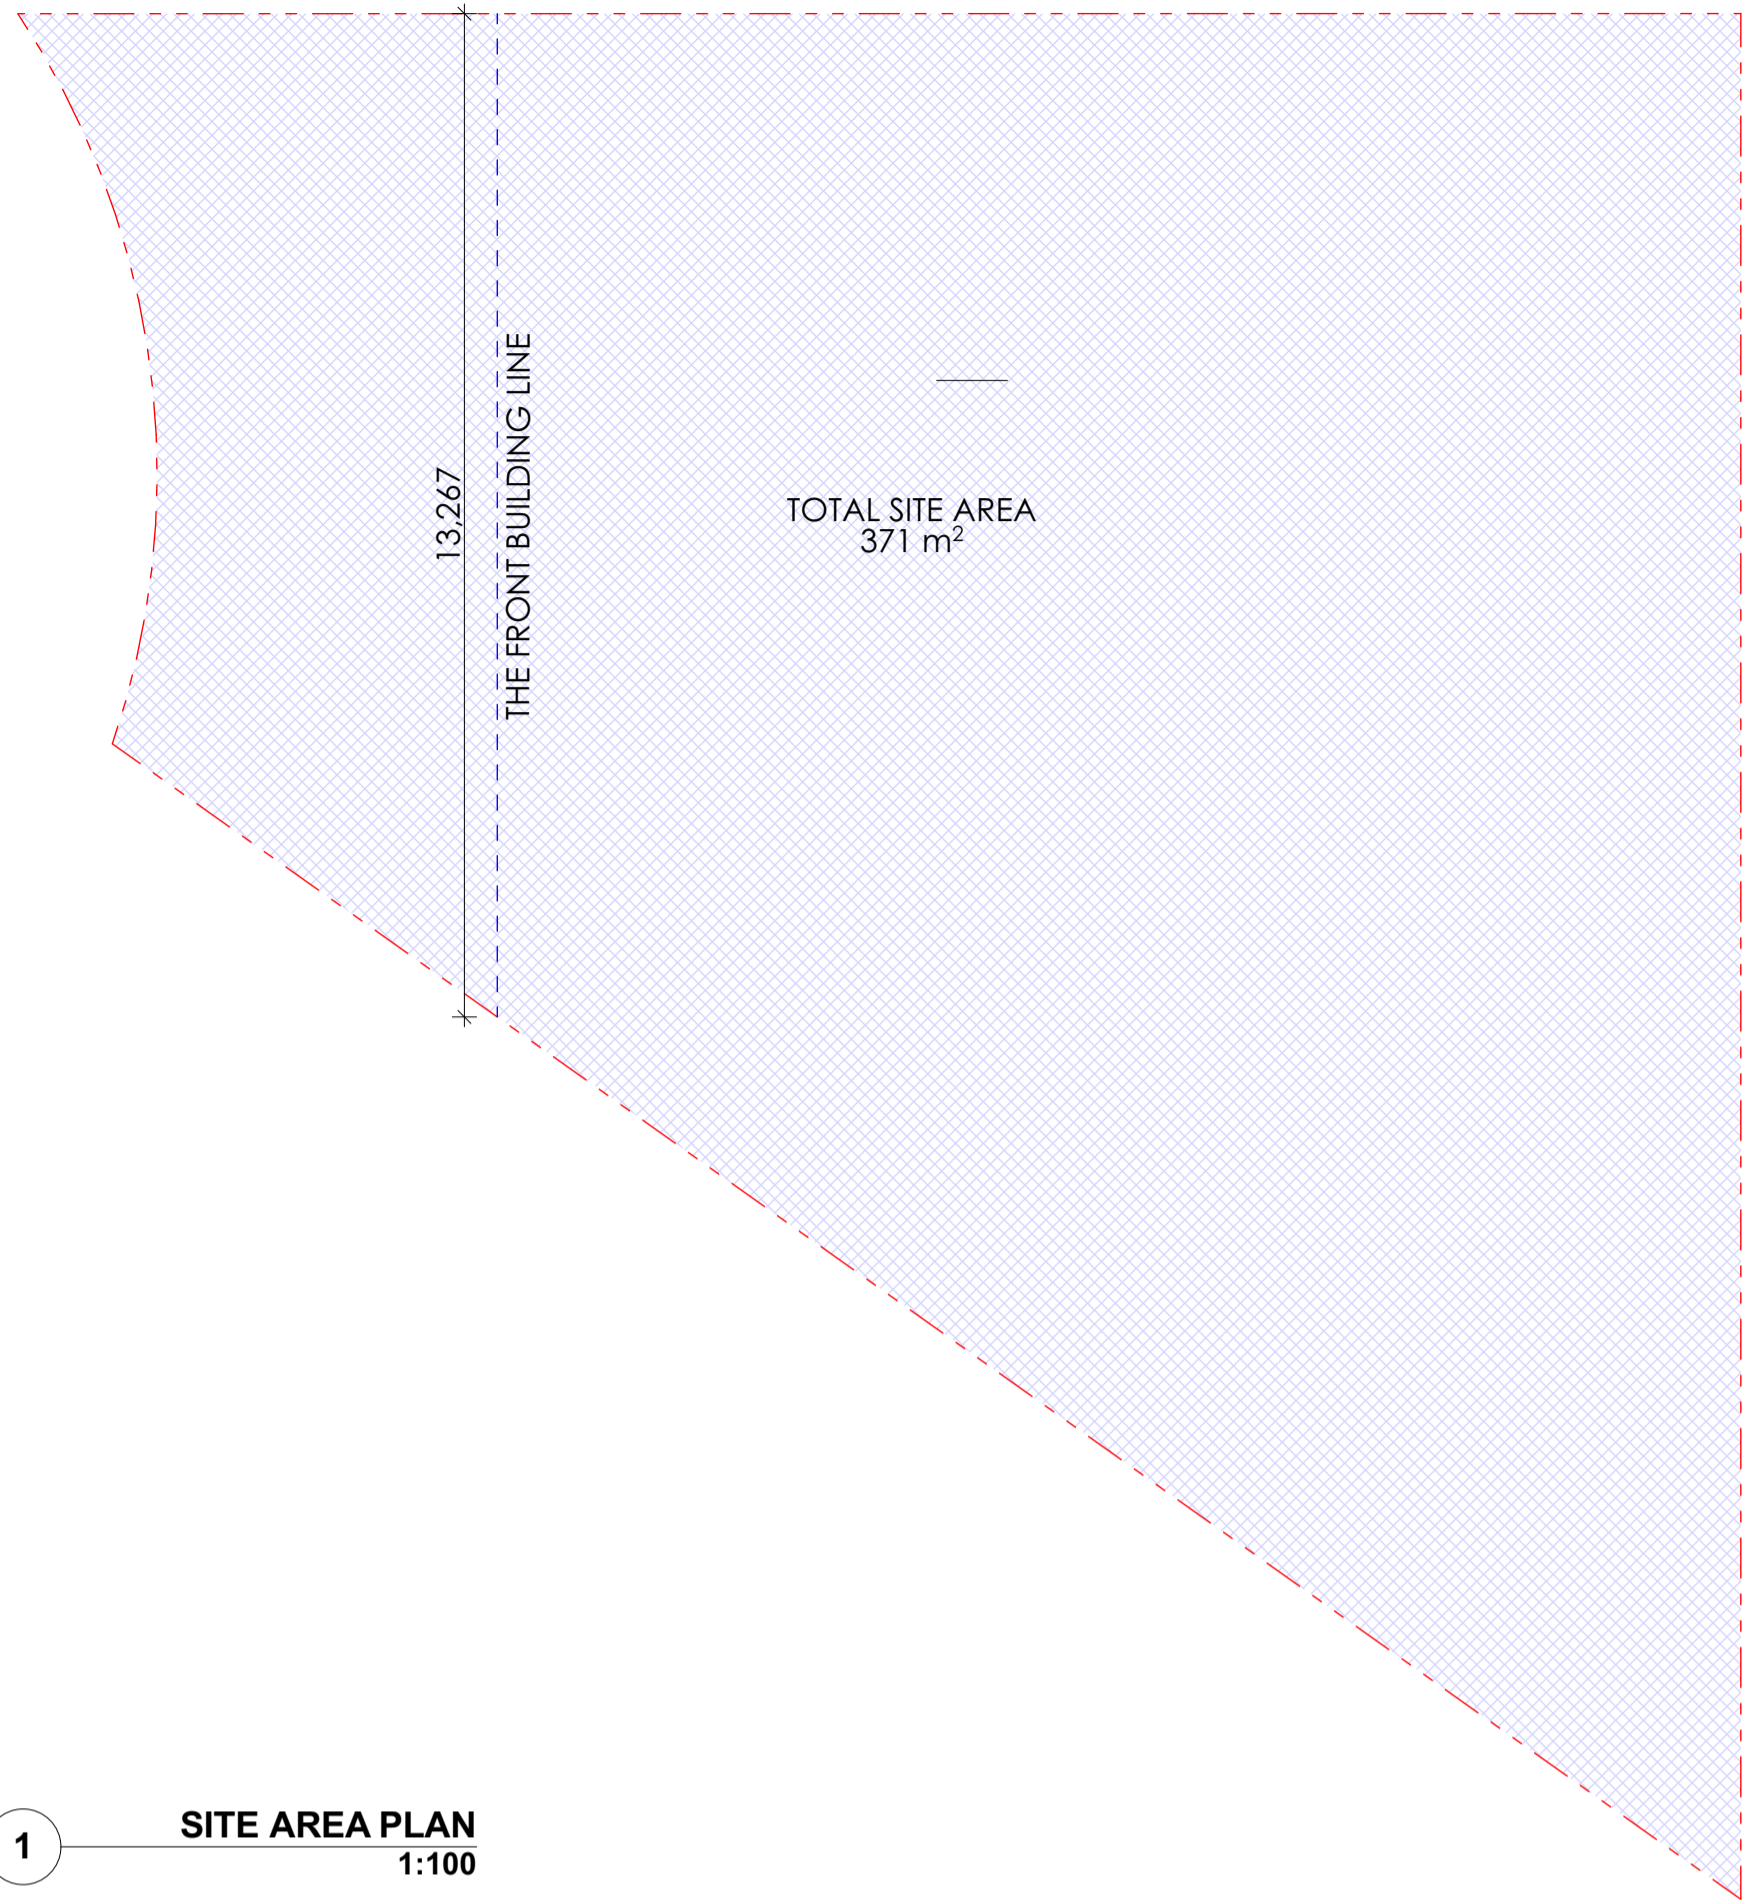 THE FRONT BUILDING LINE
13,267
TOTAL SITE AREA
371 m²
1
SITE AREA PLAN
1:100